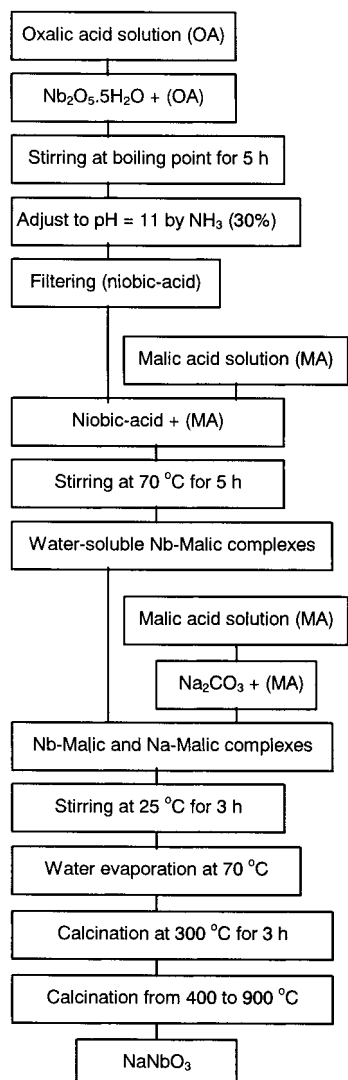 Oxalic acid solution (OA)
Nb₂O₅.5H₂O + (OA)
Stirring at boiling point for 5 h
Adjust to pH = 11 by NH₃ (30%)
Filtering (niobic-acid)
Malic acid solution (MA)
Niobic-acid + (MA)
Stirring at 70 °C for 5 h
Water-soluble Nb-Malic complexes
Malic acid solution (MA)
Na₂CO₃ + (MA)
Nb-Malic and Na-Malic complexes
Stirring at 25 °C for 3 h
Water evaporation at 70 °C
Calcination at 300 °C for 3 h
Calcination from 400 to 900 °C
NaNbO₃